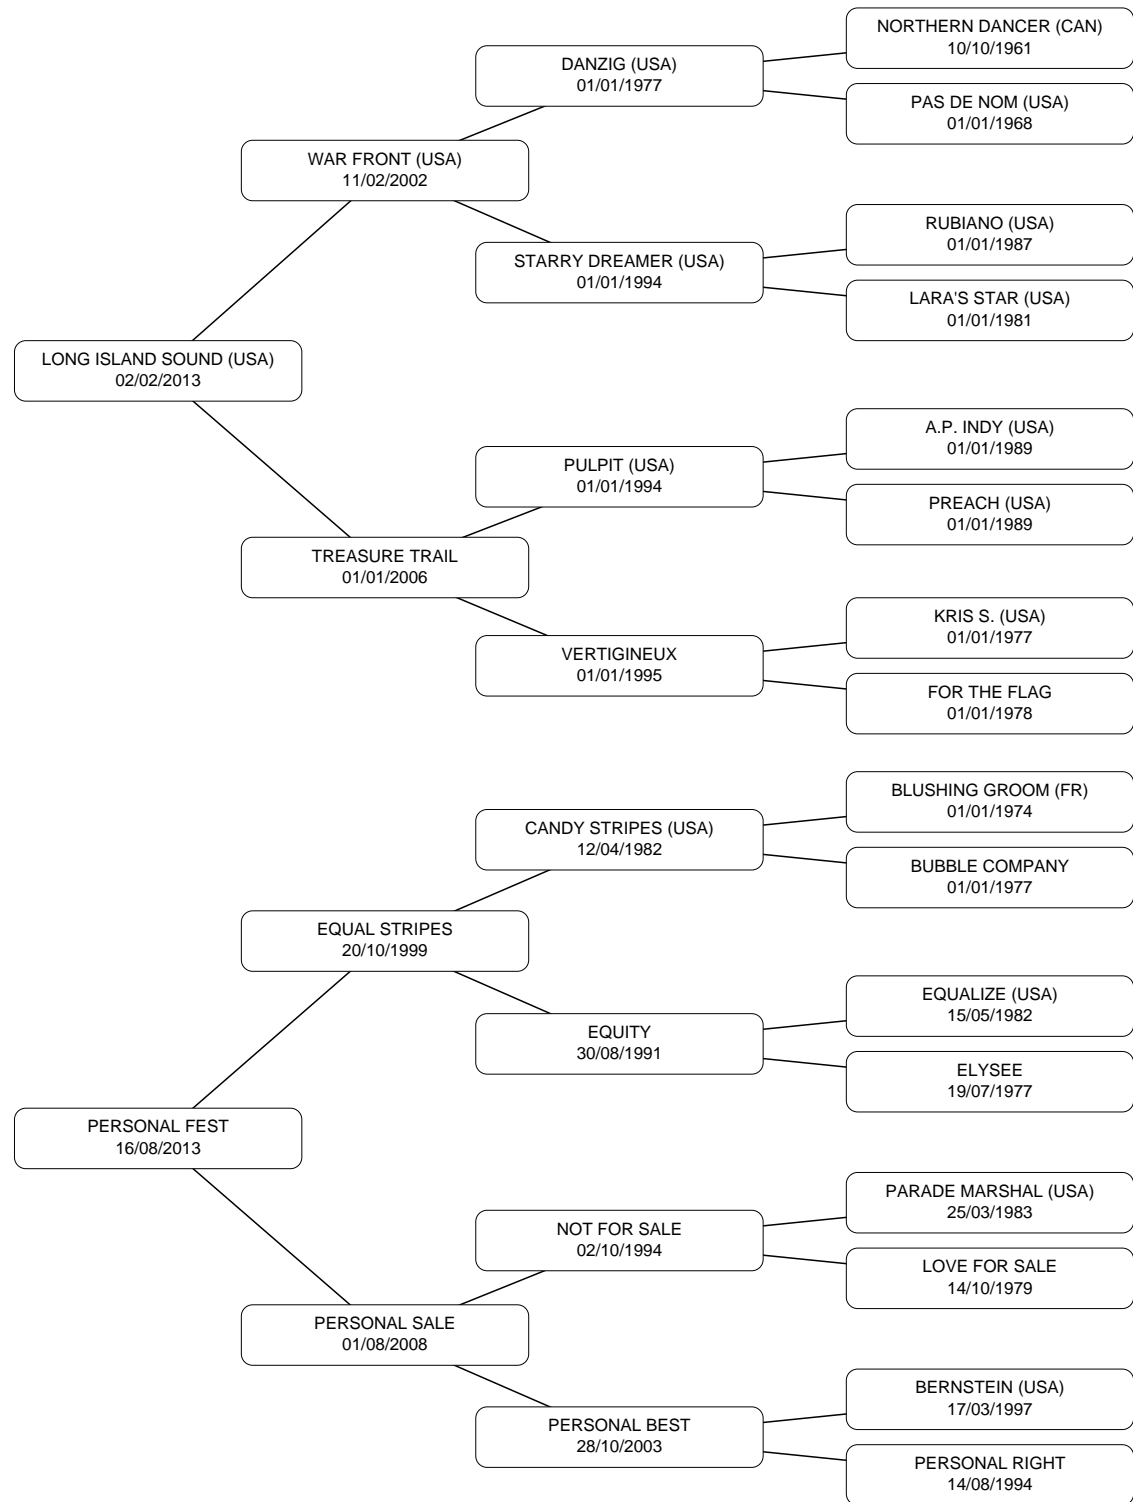 NORTHERN DANCER (CAN)
10/10/1961
DANZIG (USA)
01/01/1977
PAS DE NOM (USA)
01/01/1968
WAR FRONT (USA)
11/02/2002
RUBIANO (USA)
01/01/1987
STARRY DREAMER (USA)
01/01/1994
LARA'S STAR (USA)
01/01/1981
LONG ISLAND SOUND (USA)
02/02/2013
A.P. INDY (USA)
01/01/1989
PULPIT (USA)
01/01/1994
PREACH (USA)
01/01/1989
TREASURE TRAIL
01/01/2006
KRIS S. (USA)
01/01/1977
VERTIGINEUX
01/01/1995
FOR THE FLAG
01/01/1978
BLUSHING GROOM (FR)
01/01/1974
CANDY STRIPES (USA)
12/04/1982
BUBBLE COMPANY
01/01/1977
EQUAL STRIPES
20/10/1999
EQUALIZE (USA)
15/05/1982
EQUITY
30/08/1991
ELYSEE
19/07/1977
PERSONAL FEST
16/08/2013
PARADE MARSHAL (USA)
25/03/1983
NOT FOR SALE
02/10/1994
LOVE FOR SALE
14/10/1979
PERSONAL SALE
01/08/2008
BERNSTEIN (USA)
17/03/1997
PERSONAL BEST
28/10/2003
PERSONAL RIGHT
14/08/1994